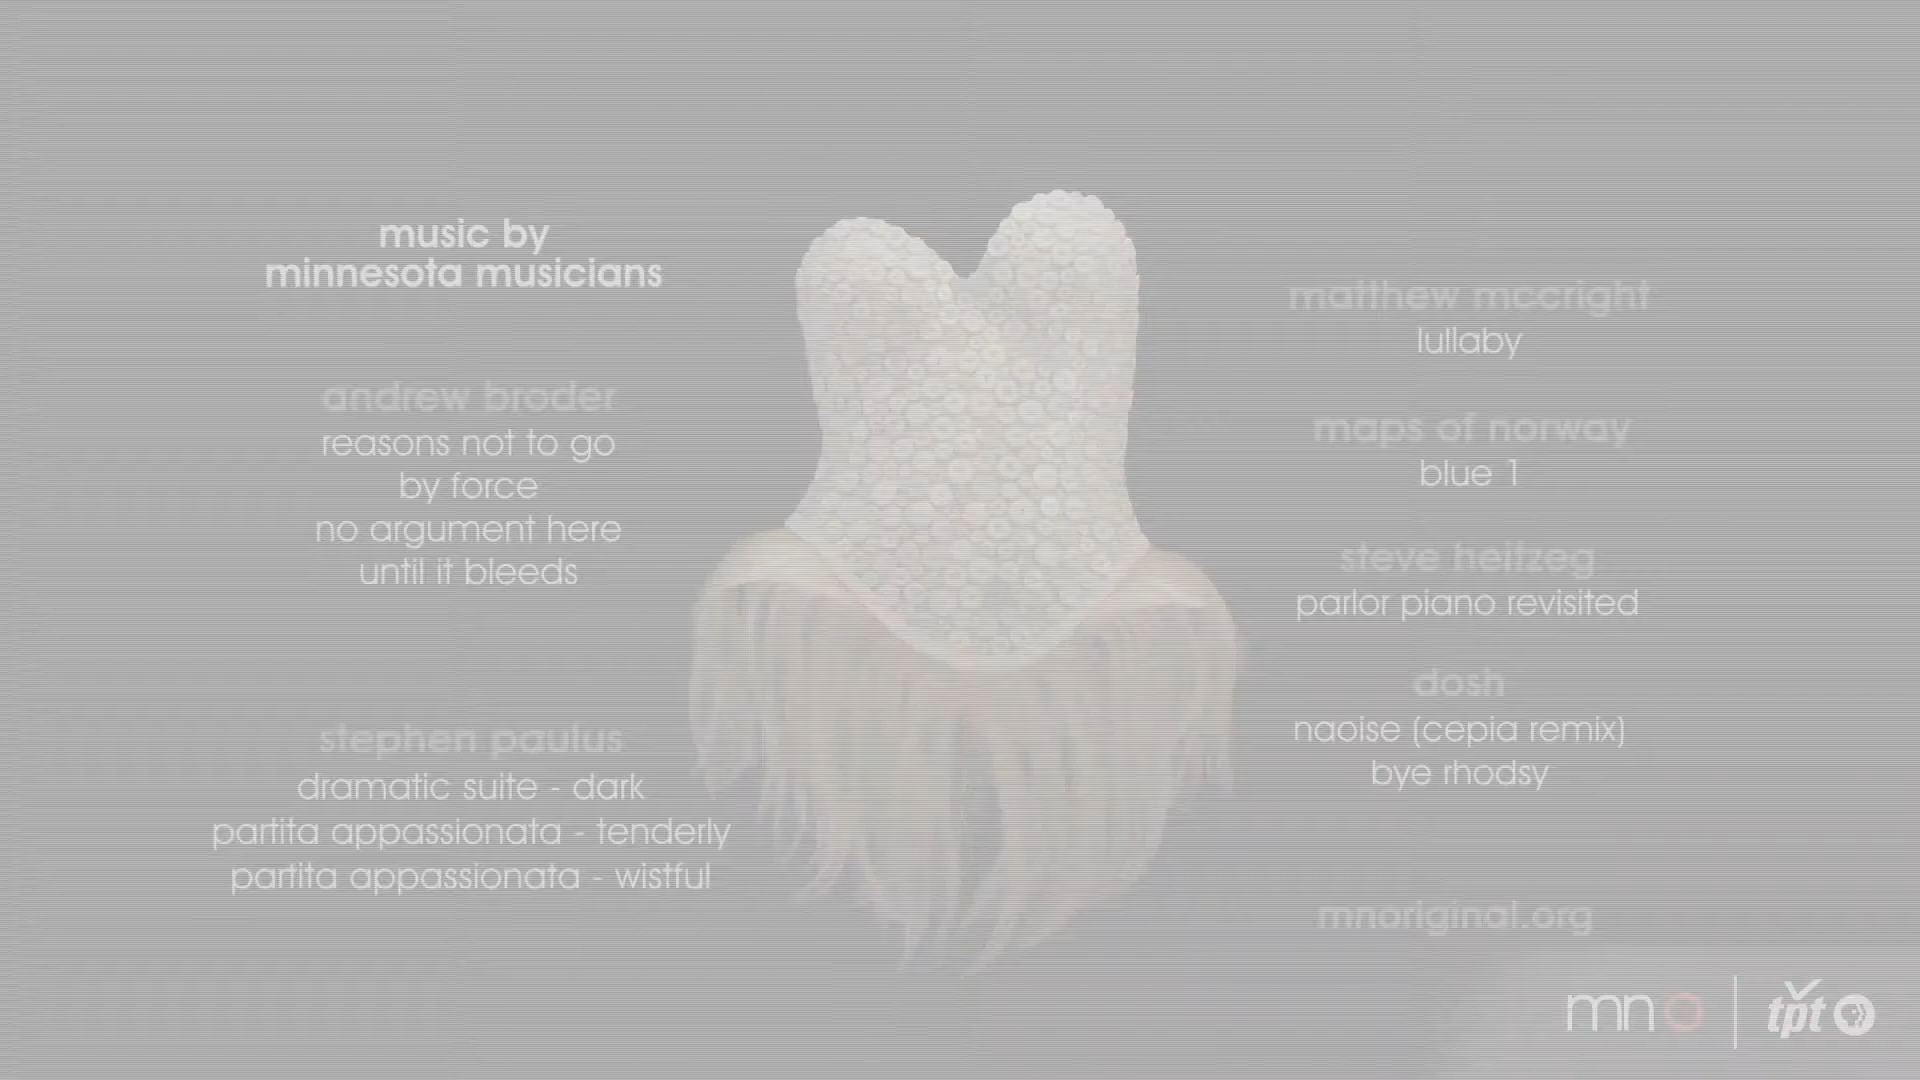 music by
minnesota musicians
andrew broder
reasons not to go
by force
no argument here
until it bleeds
stephen paulus
dramatic suite - dark
partita appassionata - tenderly
partita appassionata - wistful
matthew mccright
lullaby
maps of norway
blue 1
steve heitzeg
parlor piano revisited
dosh
naoise (cepia remix)
bye rhodsy
mnoriginal.org
mno
tpt